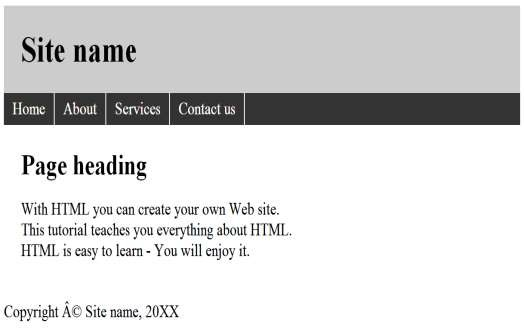 Site name
Home About Services Contact us
Page heading
With HTML you can create your own Web site.
This tutorial teaches you everything about HTML.
HTML is easy to learn - You will enjoy it.
Copyright Â© Site name, 20XX